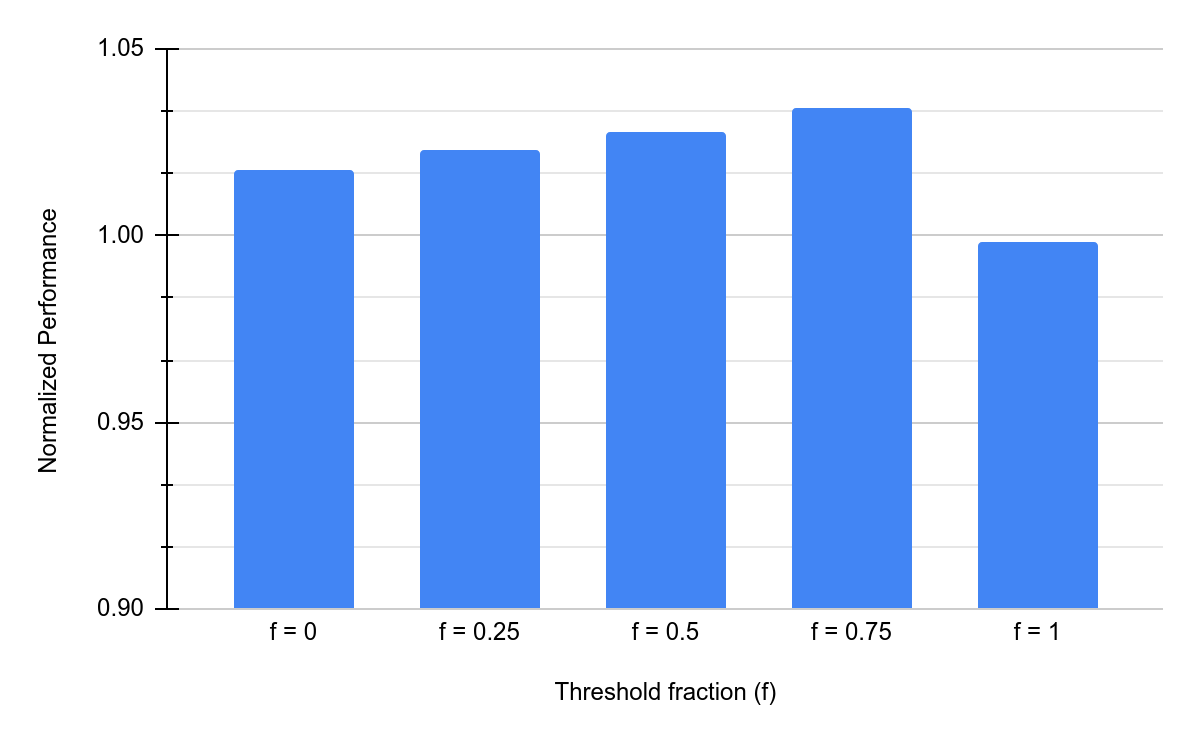 1.05
1.00
0.95
0.90
Normalized Performance
f = 0 f = 0.25 f = 0.5 f = 0.75 f = 1
Threshold fraction (f)